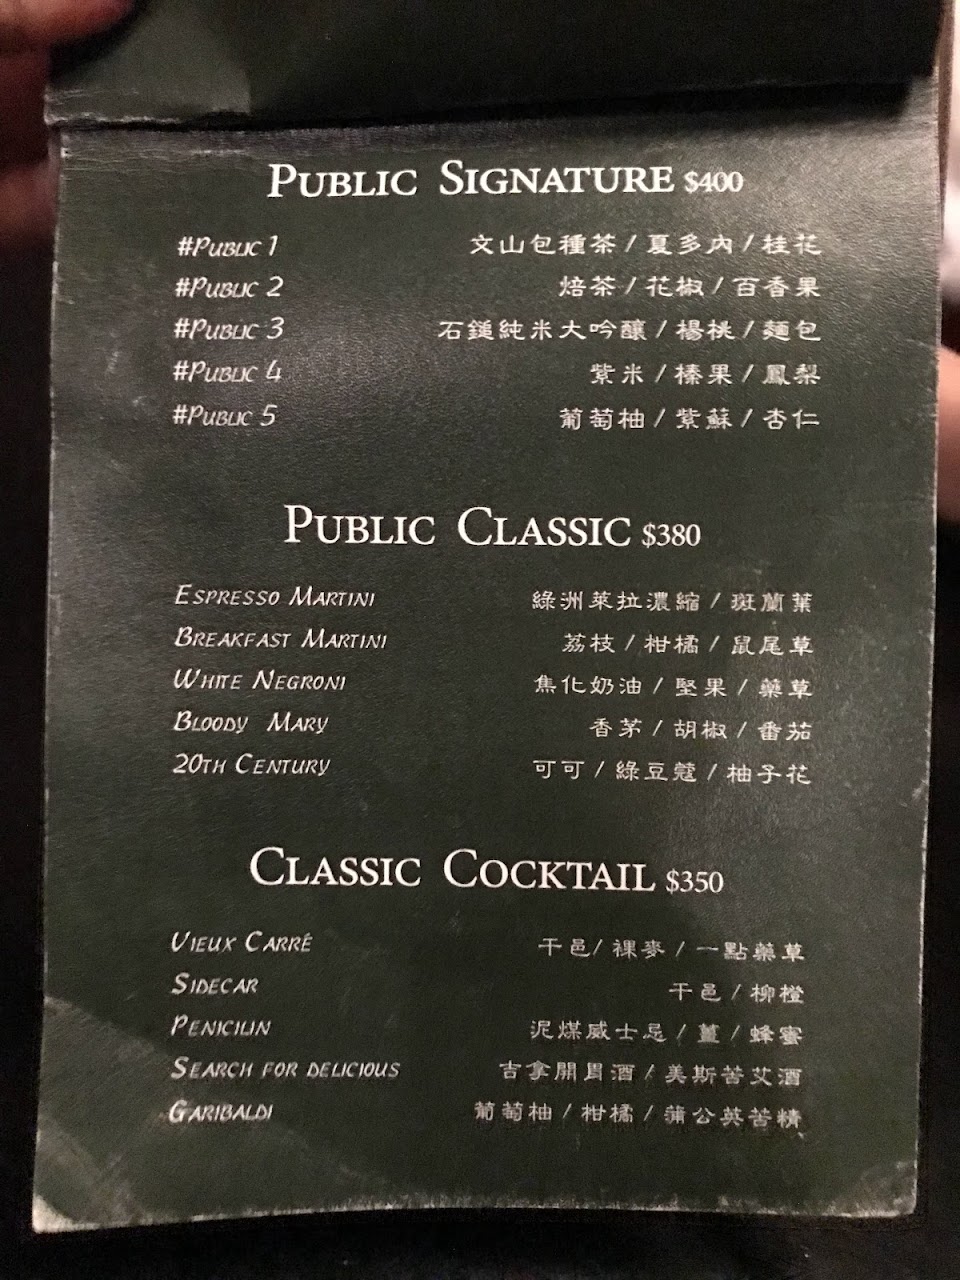 PUBLIC SIGNATURE $400
#PUBLIC 1 文山包種茶 / 夏多內 / 桂花
#PUBLIC 2 焙茶 / 花椒 / 百香果
#PUBLIC 3 石鎚純米大吟釀 / 楊桃 / 麵包
#PUBLIC 4 紫米 / 榛果 / 鳳梨
#PUBLIC 5 葡萄柚 / 紫蘇 / 杏仁
PUBLIC CLASSIC $380
ESPRESSO MARTINI 綠洲萊拉濃縮 / 斑蘭葉
BREAKFAST MARTINI 荔枝 / 柑橘 / 鼠尾草
WHITE NEGRONI 焦化奶油 / 堅果 / 藥草
BLOODY MARY 香茅 / 胡椒 / 番茄
20TH CENTURY 可可 / 綠豆蔻 / 柚子花
CLASSIC COCKTAIL $350
VIEUX CARRÉ 干邑/ 裸麥 / 一點藥草
SIDECAR 干邑 / 柳橙
PENICILIN 泥煤威士忌 / 薑 / 蜂蜜
SEARCH FOR DELICIOUS 吉拿開胃酒 / 美斯苦艾酒
GARIBALDI 葡萄柚 / 柑橘 / 蒲公英苦精